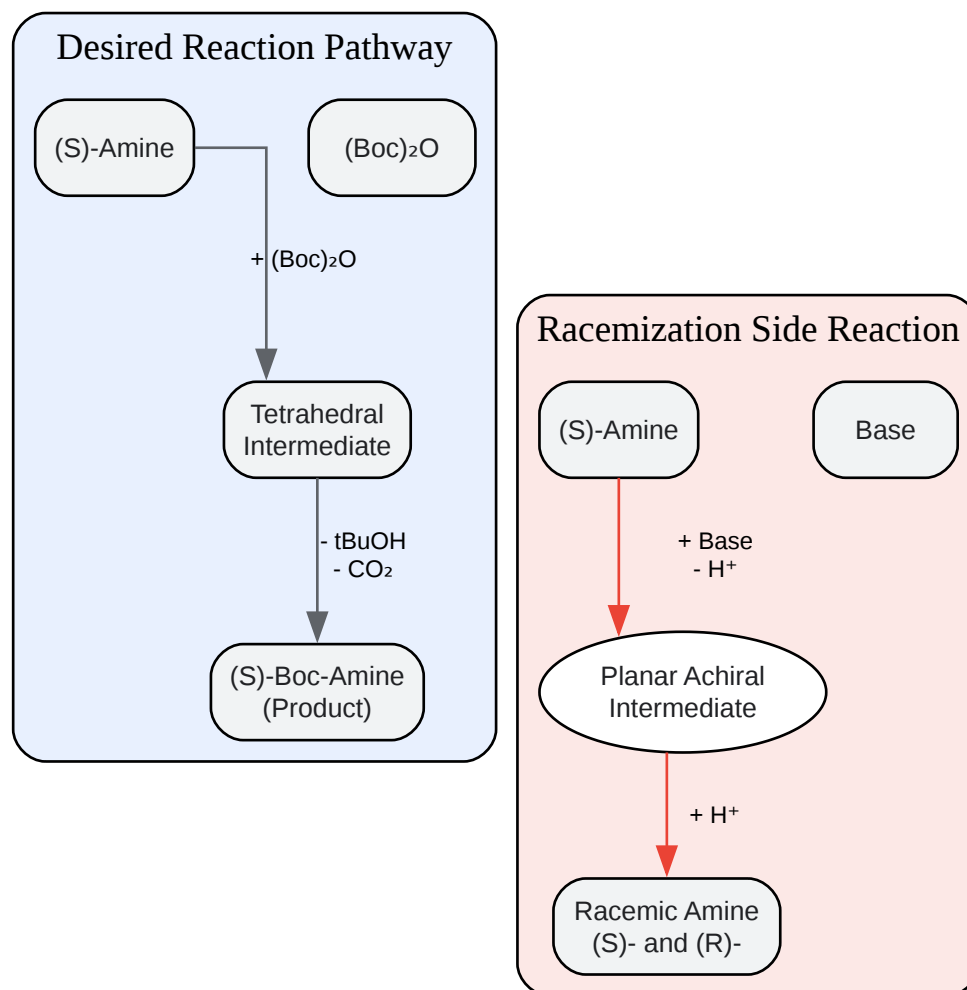 Desired Reaction Pathway
(S)-Amine
(Boc)₂O
+ (Boc)₂O
Tetrahedral
Intermediate
- tBuOH
- CO₂
(S)-Boc-Amine
(Product)
Racemization Side Reaction
(S)-Amine
Base
+ Base
- H⁺
Planar Achiral
Intermediate
+ H⁺
Racemic Amine
(S)- and (R)-